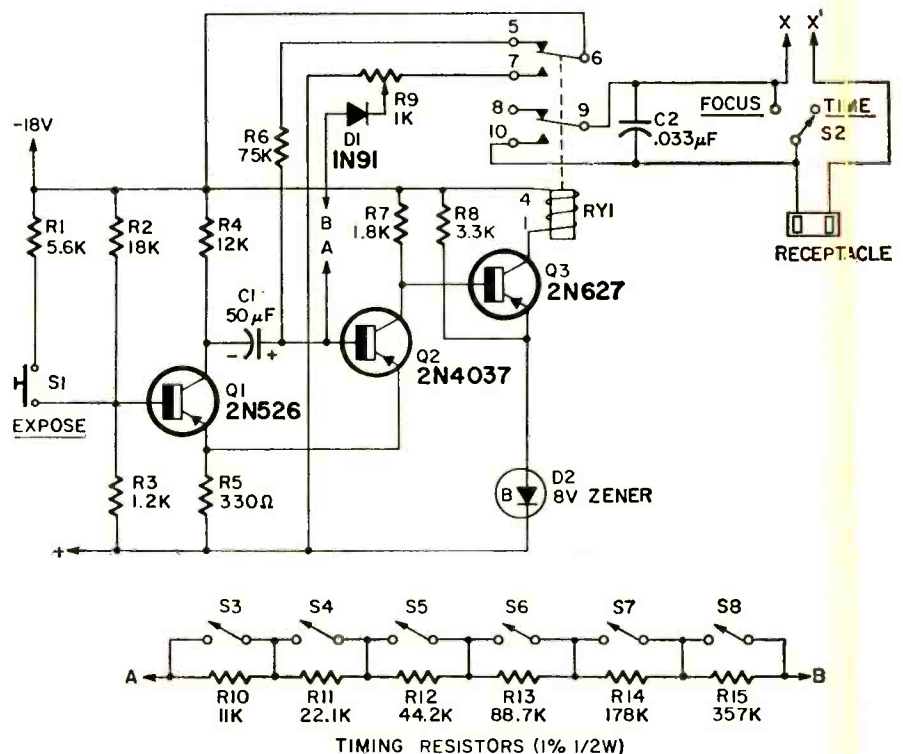 5
6
7
R9
1K
D1
1N91
R6
75K
8
9
10
C2
.033µF
X
X'
FOCUS
TIME
S2
RECEPTACLE
-18V
R1
5.6K
R2
18K
R4
12K
B
A
R7
1.8K
R8
3.3K
4
1
RY1
Q3
2N627
C1
50µF
-
+
Q2
2N4037
S1
EXPOSE
Q1
2N526
R3
1.2K
R5
330Ω
B
D2
8V ZENER
+
S3
S4
S5
S6
S7
S8
A
B
R10
11K
R11
22.1K
R12
44.2K
R13
88.7K
R14
178K
R15
357K
TIMING RESISTORS (1% 1/2W)